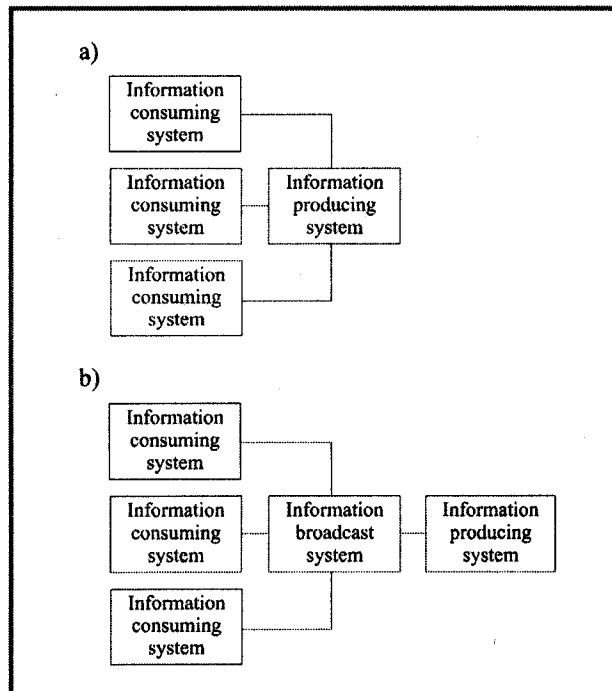 a)
Information
consuming
system
Information
consuming
system
Information
producing
system
Information
consuming
system
b)
Information
consuming
system
Information
consuming
system
Information
broadcast
system
Information
producing
system
Information
consuming
system